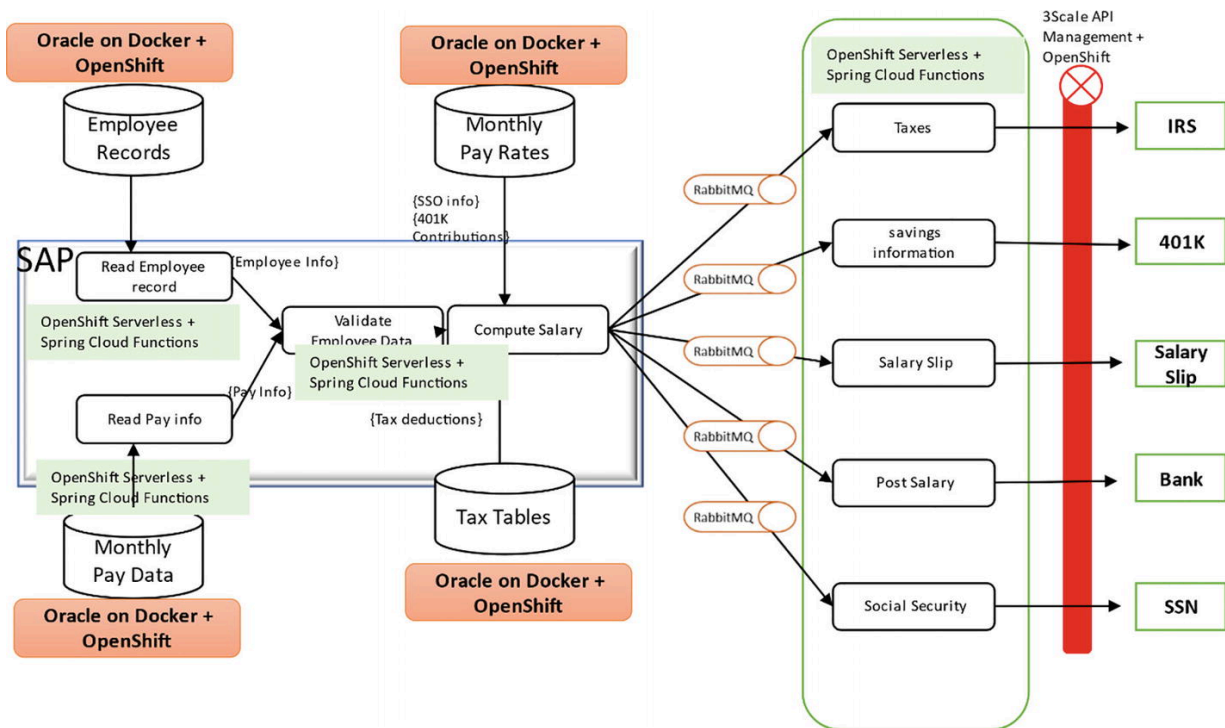 Oracle on Docker +
OpenShift
Employee
Records
Oracle on Docker +
OpenShift
Monthly
Pay Rates
{SSO info}
{401K
Contributions}
SAP
Read Employee
record
{Employee Info}
OpenShift Serverless +
Spring Cloud Functions
Validate
Employee Data
OpenShift Serverless +
Spring Cloud Functions
Compute Salary
Read Pay info
{Pay Info}
{Tax deductions}
OpenShift Serverless +
Spring Cloud Functions
Monthly
Pay Data
Oracle on Docker +
OpenShift
Tax Tables
Oracle on Docker +
OpenShift
RabbitMQ
RabbitMQ
RabbitMQ
RabbitMQ
RabbitMQ
OpenShift Serverless +
Spring Cloud Functions
Taxes
savings
information
Salary Slip
Post Salary
Social Security
3Scale API
Management +
OpenShift
IRS
401K
Salary
Slip
Bank
SSN